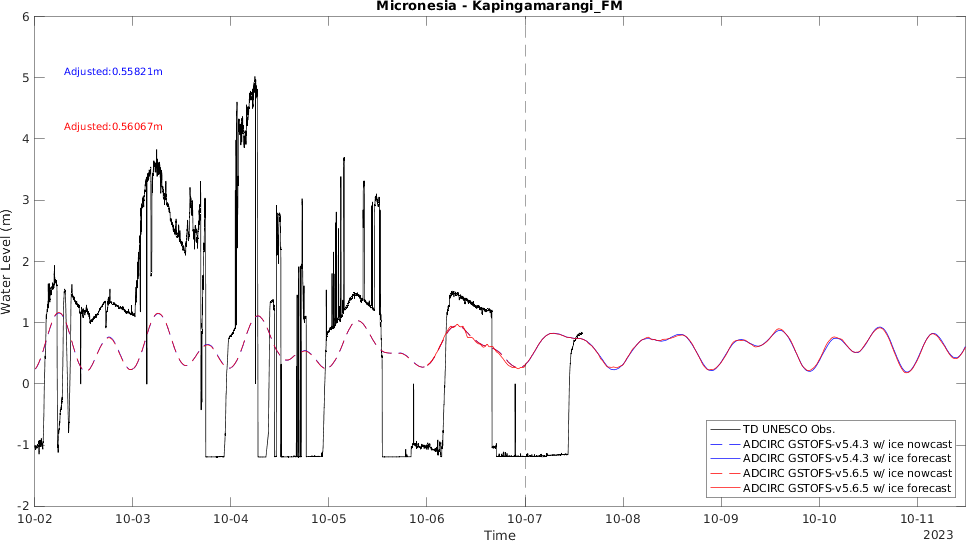 Micronesia - Kapingamarangi_FM
6
5
4
3
2
1
0
-1
-2
Water Level (m)
Adjusted:0.55821m
Adjusted:0.56067m
TD UNESCO Obs.
ADCIRC GSTOFS-v5.4.3 w/ ice nowcast
ADCIRC GSTOFS-v5.4.3 w/ ice forecast
ADCIRC GSTOFS-v5.6.5 w/ ice nowcast
ADCIRC GSTOFS-v5.6.5 w/ ice forecast
10-02 10-03 10-04 10-05 10-06 10-07 10-08 10-09 10-10 10-11
Time
2023